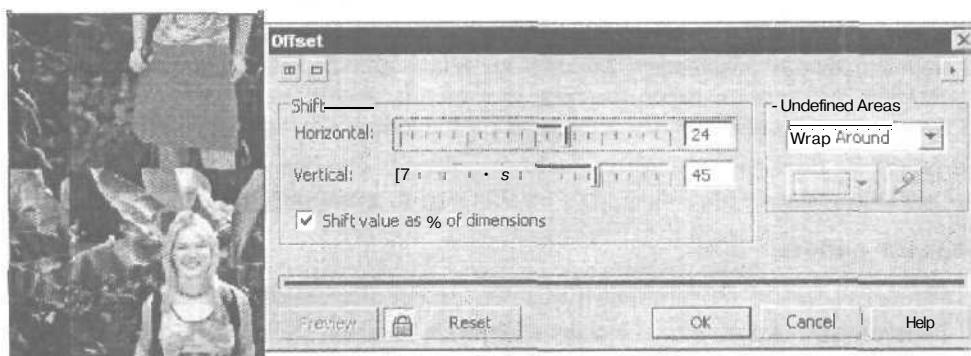 Offset
Shift
- Undefined Areas
Horizontal:
24
Wrap Around
Vertical:
[7
s
45
Shift value as % of dimensions
Preview
Reset
OK
Cancel
Help